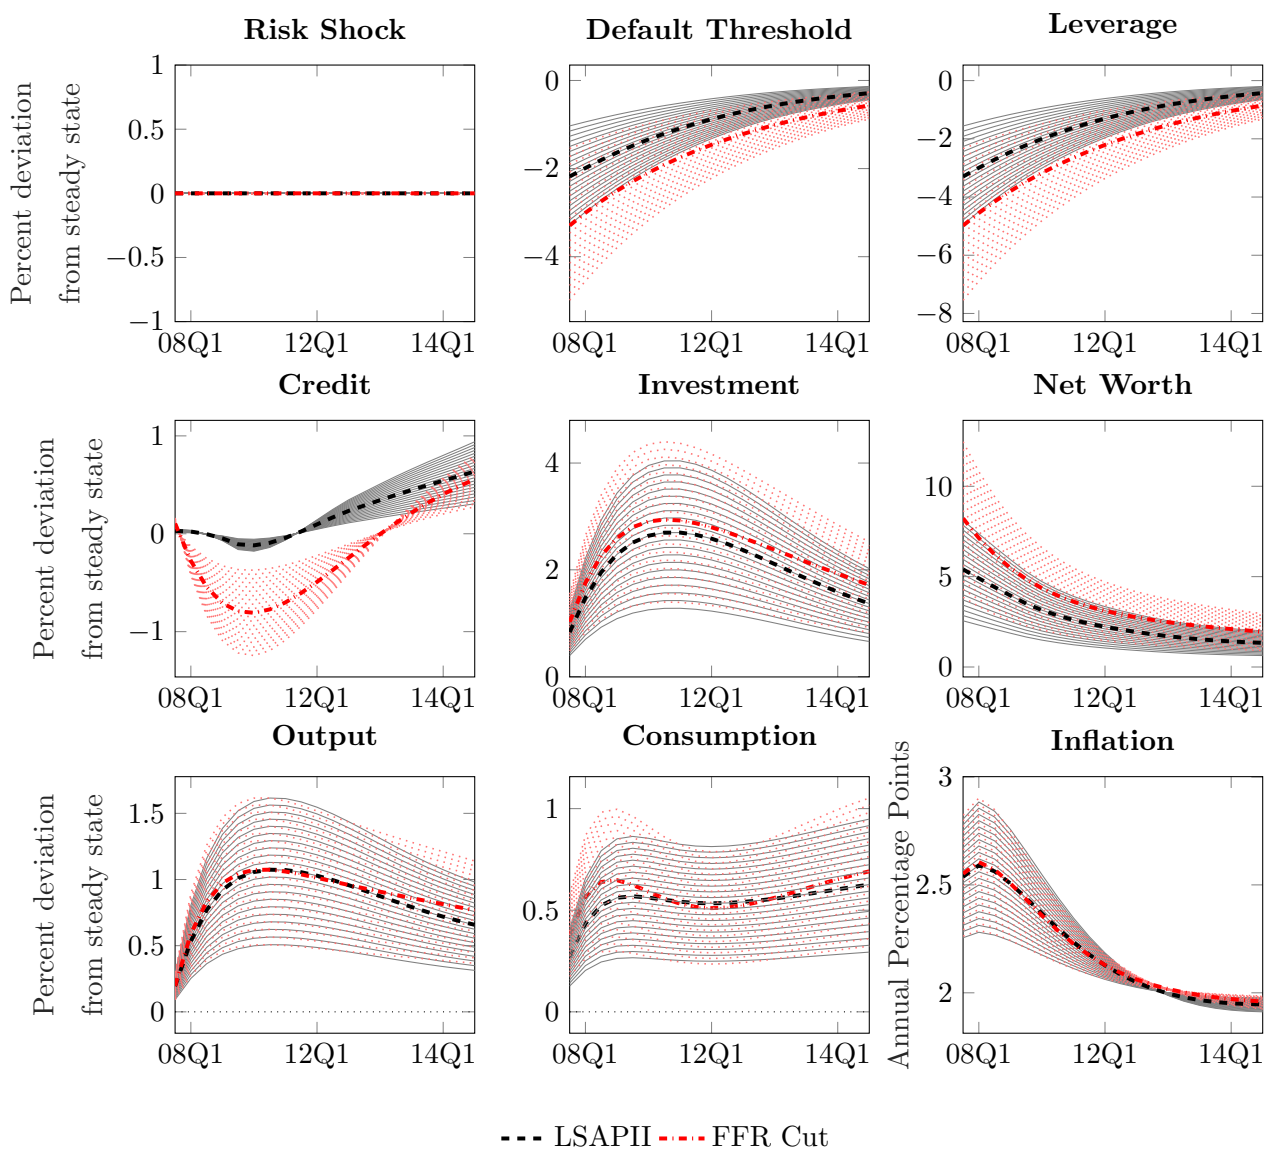 Risk Shock
Default Threshold
Leverage
Percent deviation
from steady state
1
0.5
0
−0.5
−1
08Q1 12Q1 14Q1
0
−2
−4
08Q1 12Q1 14Q1
0
−2
−4
−6
−8
08Q1 12Q1 14Q1
Credit
Investment
Net Worth
Percent deviation
from steady state
1
0
−1
08Q1 12Q1 14Q1
4
2
0
08Q1 12Q1 14Q1
10
5
0
08Q1 12Q1 14Q1
Output
Consumption
Inflation
Percent deviation
from steady state
1.5
1
0.5
0
08Q1 12Q1 14Q1
1
0.5
0
08Q1 12Q1 14Q1
Annual Percentage Points
3
2.5
2
08Q1 12Q1 14Q1
LSAPII FFR Cut